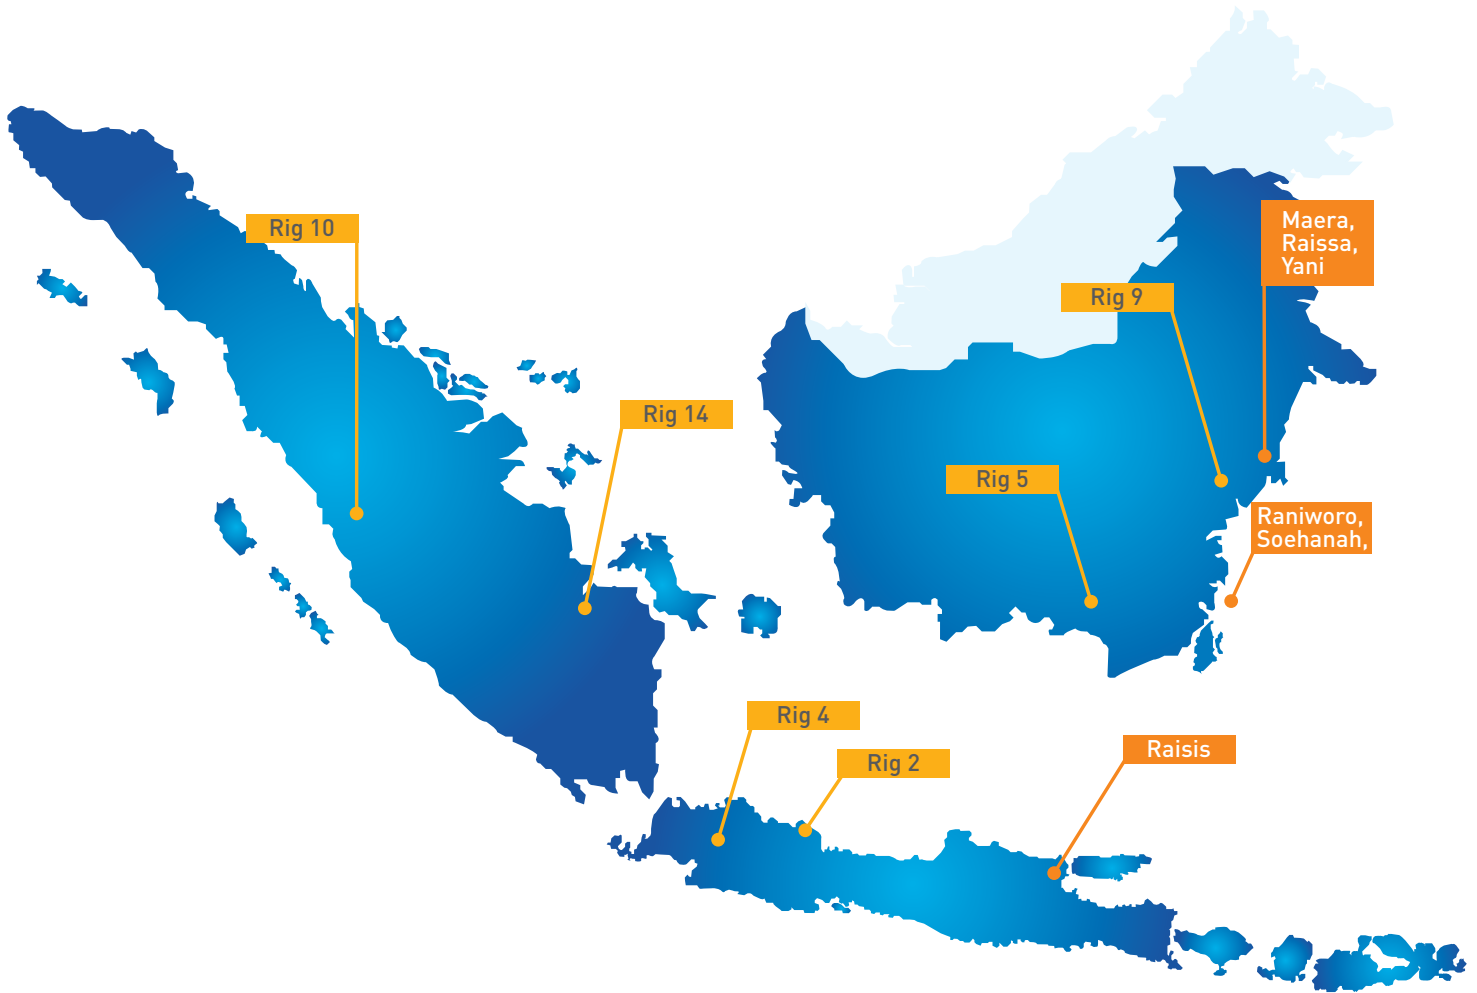 Rig 10
Maera,
Raissa,
Yani
Rig 9
Rig 14
Rig 5
Raniworo,
Soehanah,
Rig 4
Rig 2
Raisis